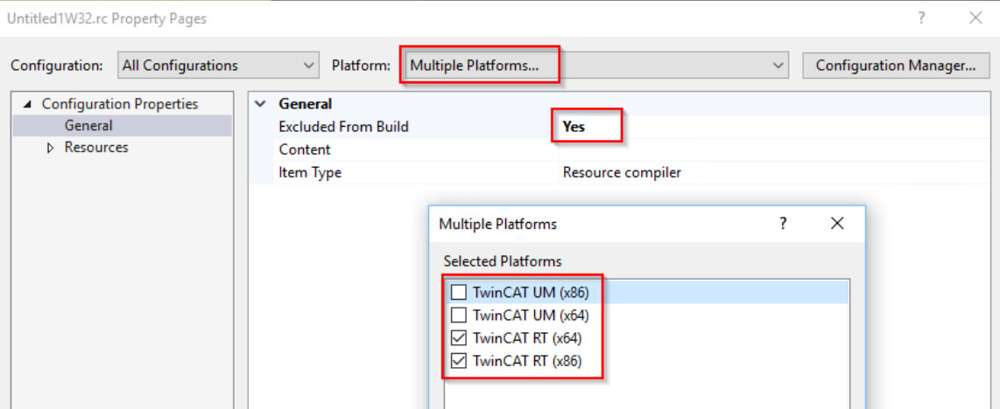 Untitled1W32.rc Property Pages
Configuration: All Configurations Platform: Multiple Platforms... Configuration Manager...
Configuration Properties
General
Resources
General
Excluded From Build Yes
Content
Item Type Resource compiler
Multiple Platforms ?
Selected Platforms
TwinCAT UM (x86)
TwinCAT UM (x64)
TwinCAT RT (x64)
TwinCAT RT (x86)